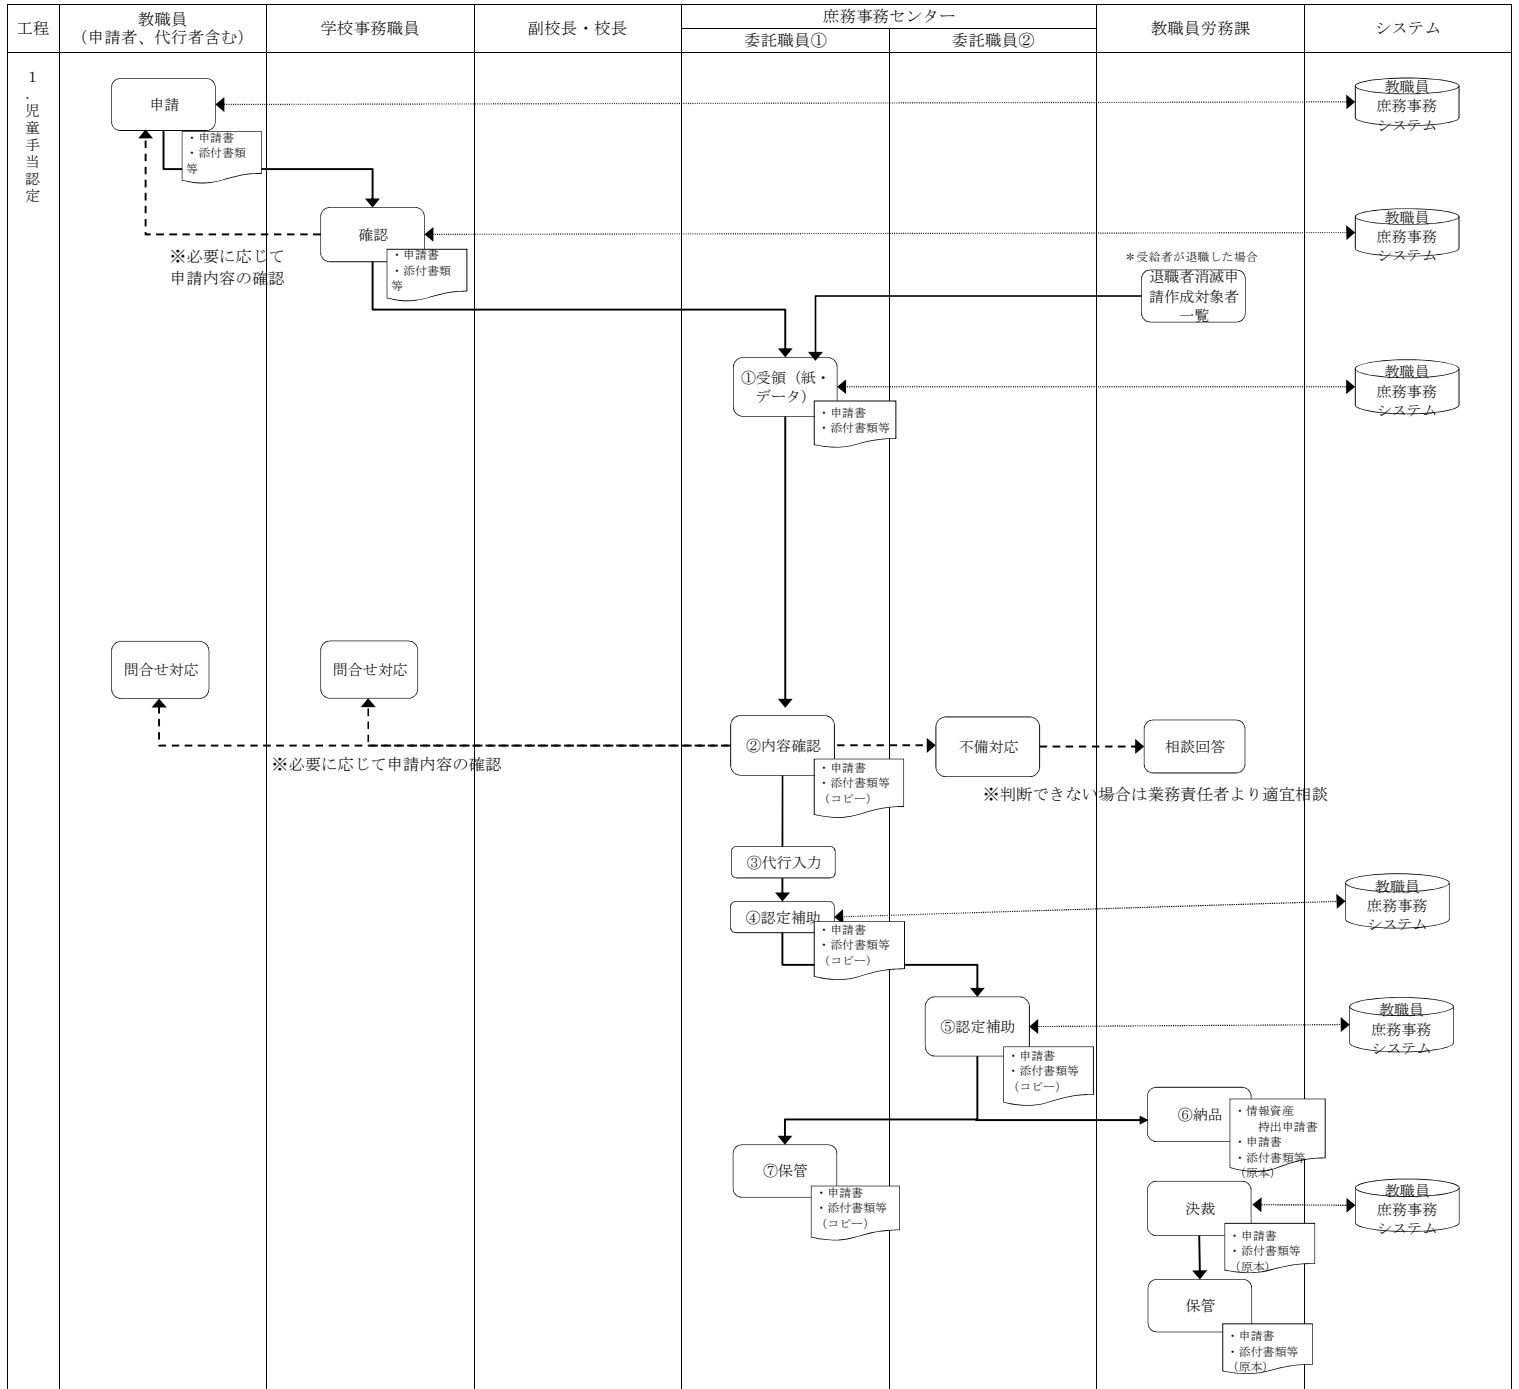 工程
教職員
（申請者、代行者含む）
学校事務職員
副校長・校長
庶務事務センター
委託職員①
委託職員②
教職員労務課
システム
1
.
児
童
手
当
認
定
申請
・申請書
・添付書類
等
教職員
庶務事務
システム
確認
・申請書
・添付書類
等
教職員
庶務事務
システム
※必要に応じて
申請内容の確認
＊受給者が退職した場合
退職者消滅申
請作成対象者
一覧
①受領（紙・
データ）
・申請書
・添付書類等
教職員
庶務事務
システム
問合せ対応
問合せ対応
②内容確認
・申請書
・添付書類等
（コピー）
不備対応
相談回答
※必要に応じて申請内容の確認
※判断できない場合は業務責任者より適宜相談
③代行入力
④認定補助
・申請書
・添付書類等
（コピー）
教職員
庶務事務
システム
⑤認定補助
・申請書
・添付書類等
（コピー）
教職員
庶務事務
システム
⑥納品
・情報資産
持出申請書
・申請書
・添付書類等
（原本）
⑦保管
・申請書
・添付書類等
（コピー）
決裁
・申請書
・添付書類等
（原本）
教職員
庶務事務
システム
保管
・申請書
・添付書類等
（原本）